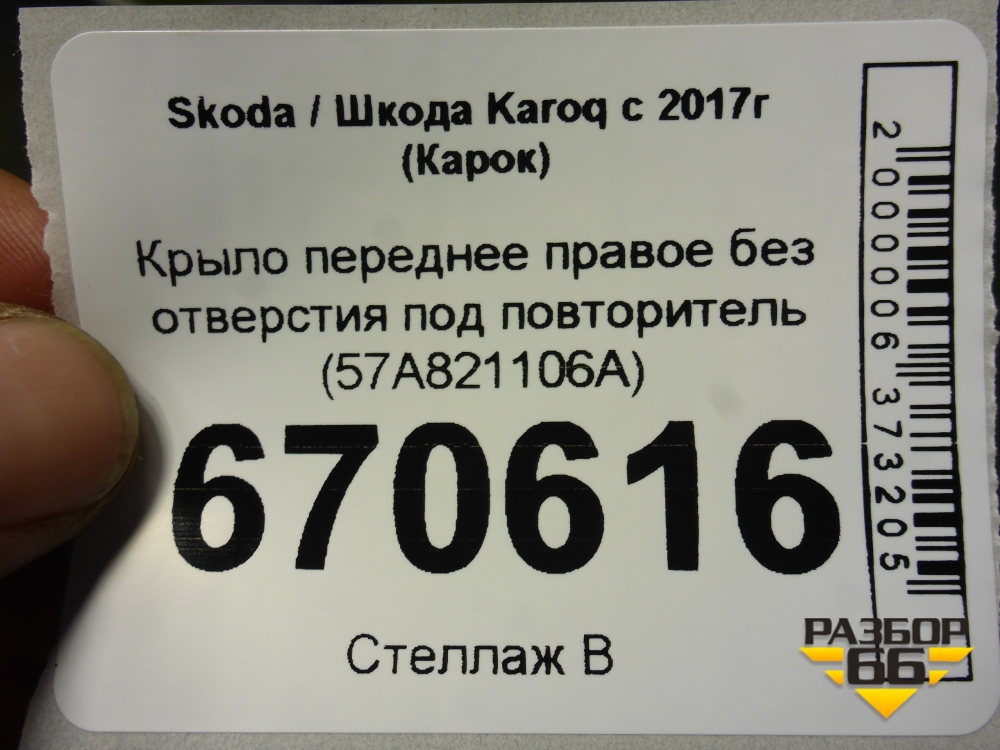 Skoda / Шкода Karoq с 2017г
(Карок)
Крыло переднее правое без
отверстия под повторитель
(57A821106A)
670616
Стеллаж В
2000006373205
РАЗБОР
66